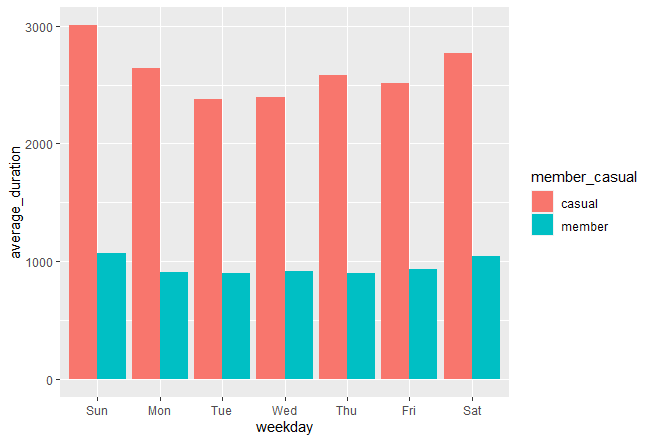 3000
2000
1000
0
average_duration
Sun Mon Tue Wed Thu Fri Sat
weekday
member_casual
casual
member